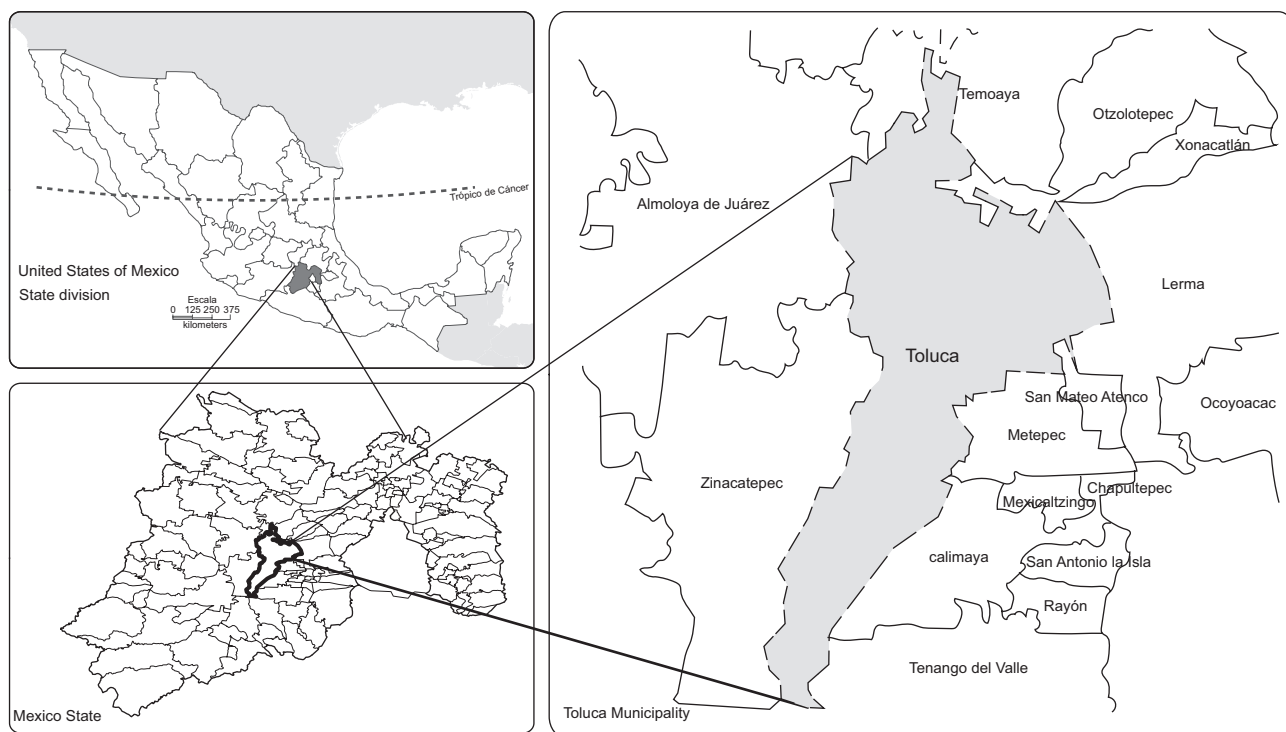 Trópico de Cáncer
United States of Mexico
State division
Escala
0 125 250 375
kilometers
Mexico State
Temoaya
Otzolotepec
Xonacatlán
Almoloya de Juárez
Lerma
Toluca
San Mateo Atenco
Ocoyoacac
Metepec
Zinacatepec
Chapultepec
Mexicaltzingo
calimaya
San Antonio la Isla
Rayón
Tenango del Valle
Toluca Municipality